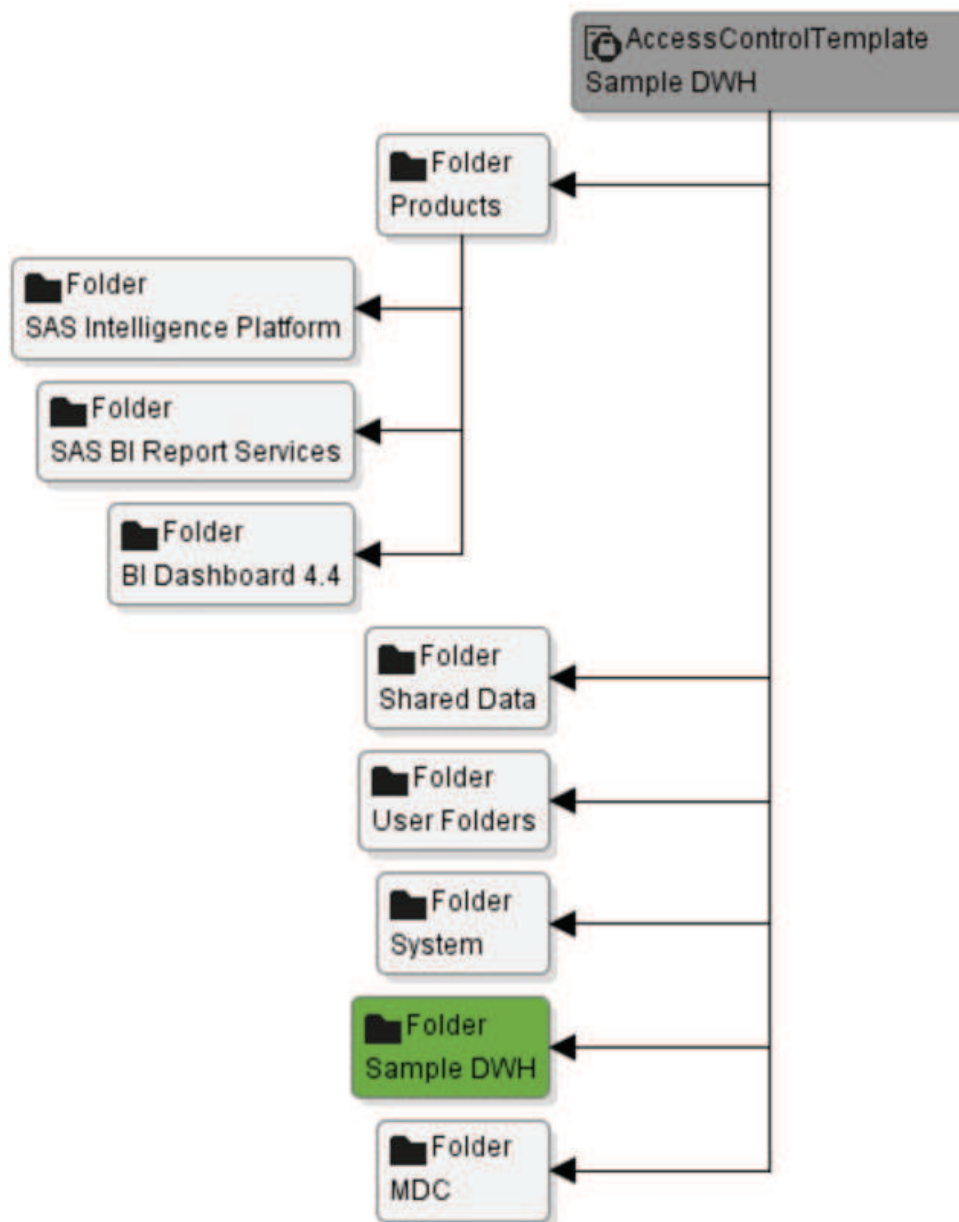 AccessControlTemplate
Sample DWH
Folder
Products
Folder
SAS Intelligence Platform
Folder
SAS BI Report Services
Folder
BI Dashboard 4.4
Folder
Shared Data
Folder
User Folders
Folder
System
Folder
Sample DWH
Folder
MDC